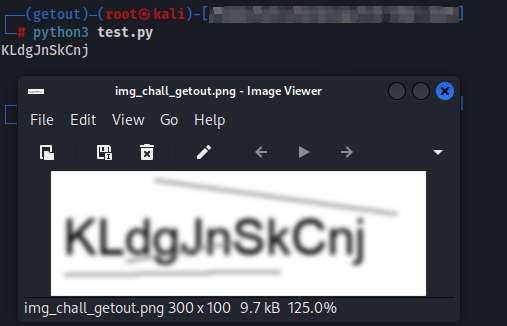 (getout)-(root㉿kali)-[
# python3 test.py
KLdgJnSkCnj
img_chall_getout.png - Image Viewer
File Edit View Go Help
KLdgJnSkCnj
img_chall_getout.png 300 x 100 9.7 kB 125.0%